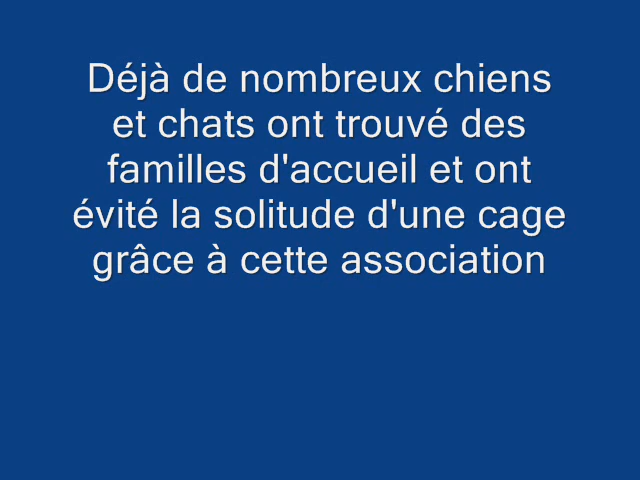 Déjà de nombreux chiens
et chats ont trouvé des
familles d'accueil et ont
évité la solitude d'une cage
grâce à cette association